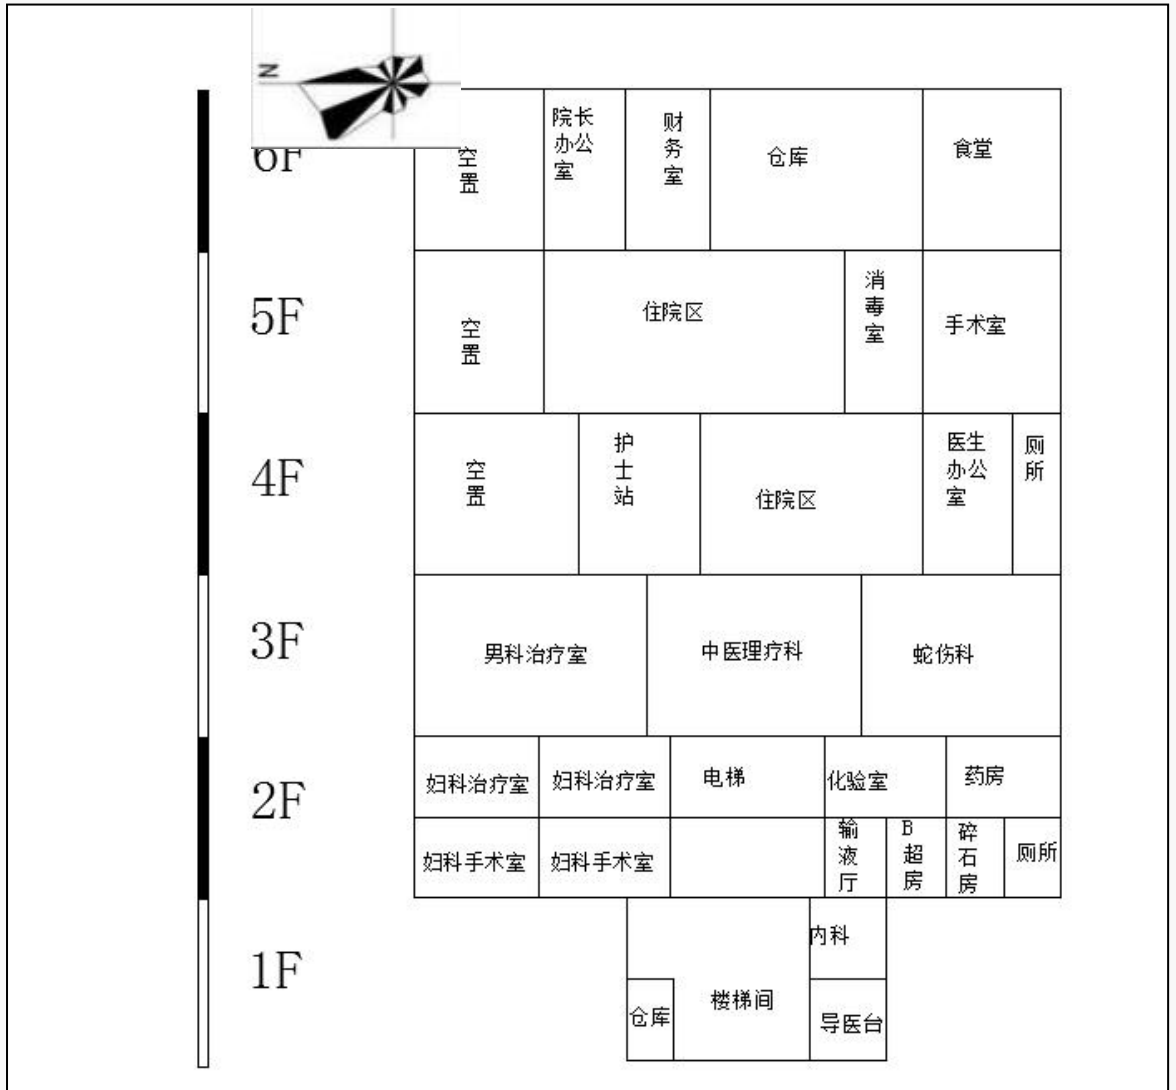 N
6F
空置
院长办公室
财务室
仓库
食堂
5F
空置
住院区
消毒室
手术室
4F
空置
护士站
住院区
医生办公室
厕所
3F
男科治疗室
中医理疗科
蛇伤科
2F
妇科治疗室
妇科治疗室
电梯
化验室
药房
妇科手术室
妇科手术室
输液厅
B超房
碎石房
厕所
1F
内科
仓库
楼梯间
导医台